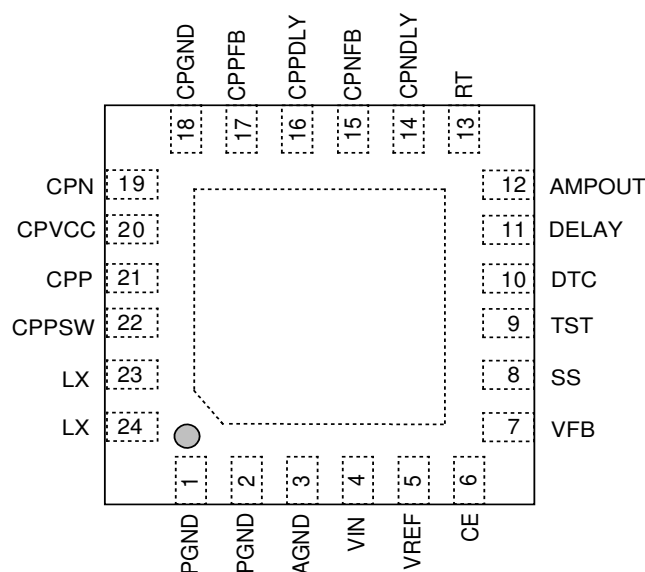 CPGND
CPPFB
CPPDLY
CPNFB
CPNDLY
RT
18
17
16
15
14
13
CPN 19
12 AMPOUT
CPVCC 20
11 DELAY
CPP 21
10 DTC
CPPSW 22
9 TST
LX 23
8 SS
LX 24
7 VFB
1
2
3
4
5
6
PGND
PGND
AGND
VIN
VREF
CE